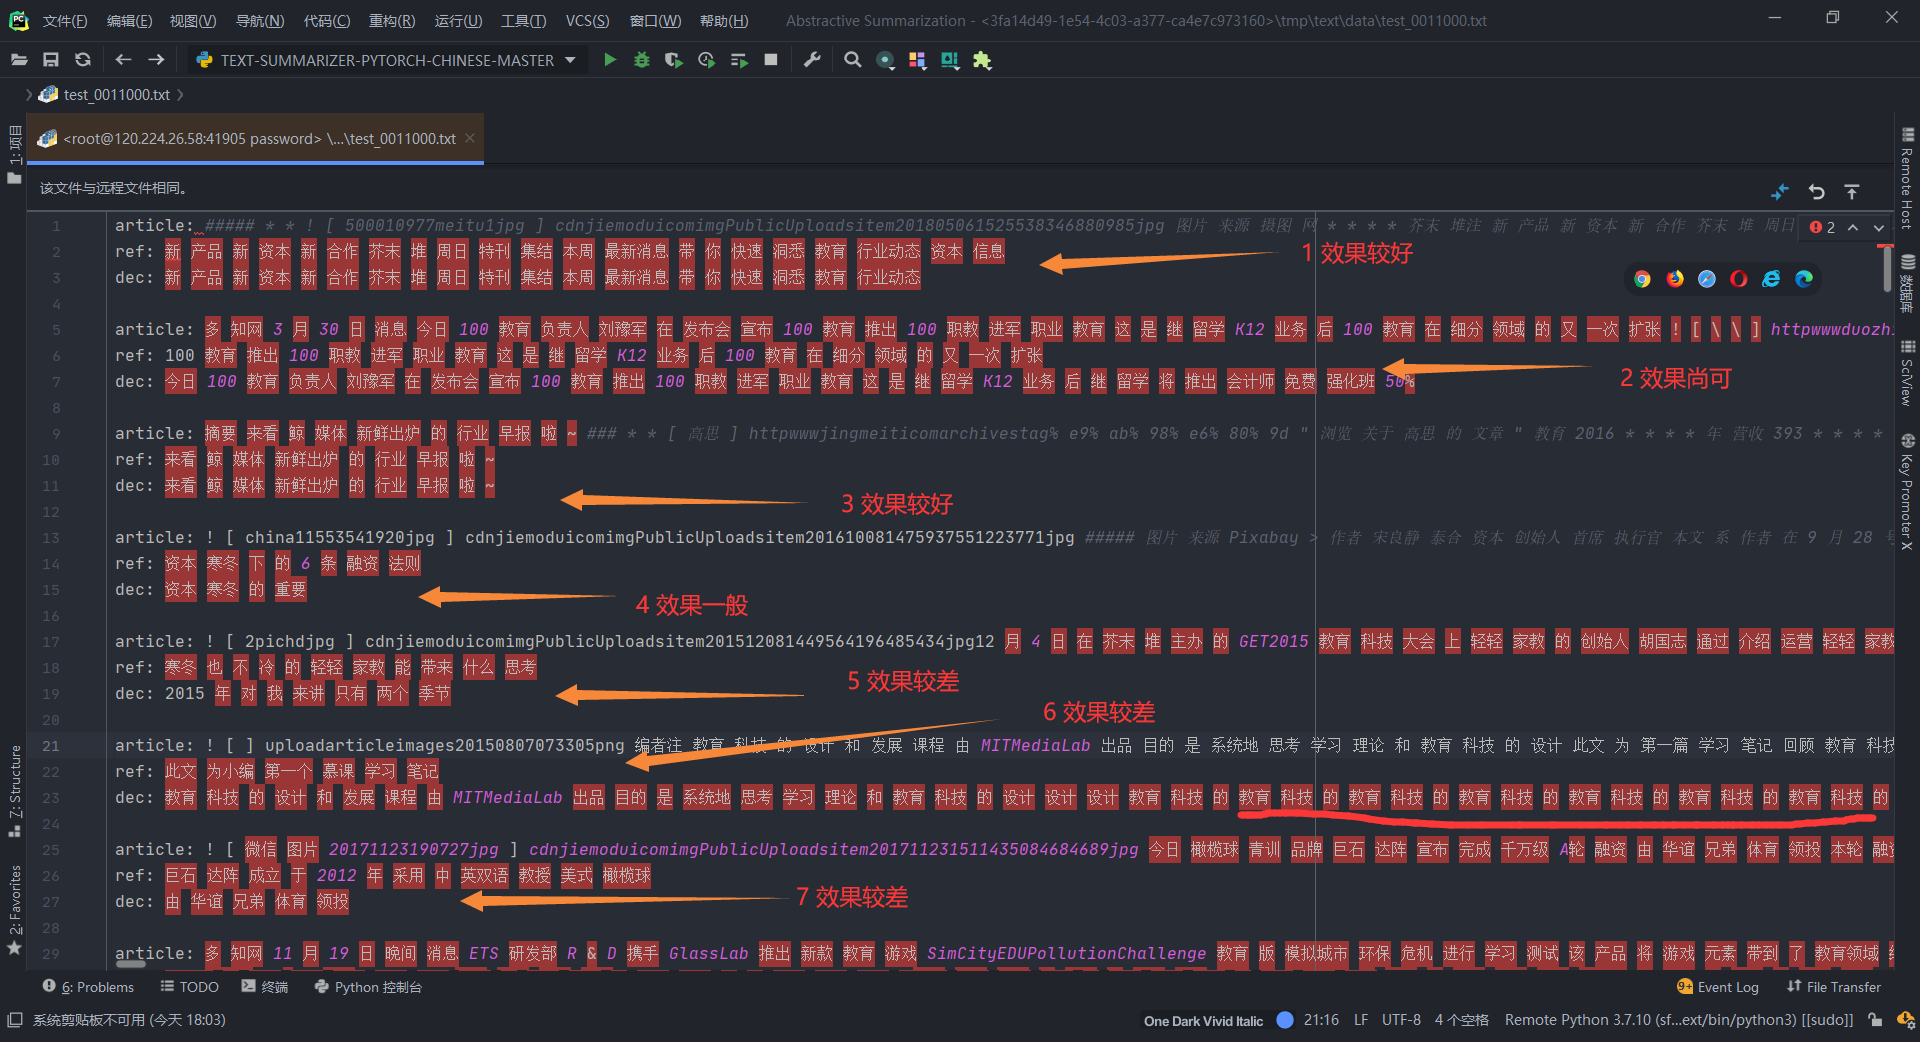 文件(F) 编辑(E) 视图(V) 导航(N) 代码(C) 重构(R) 运行(U) 工具(T) VCS(S) 窗口(W) 帮助(H) Abstractive Summarization - <3fa14d49-1e54-4c03-a377-ca4e7c973160>\tmp\text\data\test_0011000.txt
TEXT-SUMMARIZER-PYTORCH-CHINESE-MASTER
test_0011000.txt
<root@120.224.26.58:41905 password> \...\test_0011000.txt
该文件与远程文件相同。
1 article: ##### * * ! [ 500010977meitu1jpg ] cdnjiemoduicomimgPublicUploadsitem2018050615255383468809​85jpg 图片 来源 摄图 网 * * * * 芥末 堆注 新 产品 新 资本 新 合作 芥末 堆 周日
2
2 ref: 新 产品 新 资本 新 合作 芥末 堆 周日 特刊 集结 本周 最新消息 带 你 快速 洞悉 教育 行业动态 资本 信息
1 效果较好
3 dec: 新 产品 新 资本 新 合作 芥末 堆 周日 特刊 集结 本周 最新消息 带 你 快速 洞悉 教育 行业动态
4
5 article: 多 知网 3 月 30 日 消息 今日 100 教育 负责人 刘豫军 在 发布会 宣布 100 教育 推出 100 职教 进军 职业 教育 这 是 继 留学 K12 业务 后 100 教育 在 细分 领域 的 又 一次 扩张 ! [ \ \ ] httpwwwduozhi
6 ref: 100 教育 推出 100 职教 进军 职业 教育 这 是 继 留学 K12 业务 后 100 教育 在 细分 领域 的 又 一次 扩张
7 dec: 今日 100 教育 负责人 刘豫军 在 发布会 宣布 100 教育 推出 100 职教 进军 职业 教育 这 是 继 留学 K12 业务 后 继 留学 将 推出 会计师 免费 强化班 50%
2 效果尚可
8
9 article: 摘要 来看 鲸 媒体 新鲜出炉 的 行业 早报 啦 ~ ### * * [ 高思 ] httpwwwjingmeiticomarchivestag% e9% ab% 98% e6% 80% 9d " 浏览 关于 高思 的 文章 " 教育 2016 * * * * 年 营收 393 * * * *
10 ref: 来看 鲸 媒体 新鲜出炉 的 行业 早报 啦 ~
11 dec: 来看 鲸 媒体 新鲜出炉 的 行业 早报 啦 ~
3 效果较好
12
13 article: ! [ china11553541920jpg ] cdnjiemoduicomimgPublicUploadsitem201610081475937551223771jpg ##### 图片 来源 Pixabay > 作者 宋良静 泰合 资本 创始人 首席 执行官 本文 系 作者 在 9 月 28 号
14 ref: 资本 寒冬 下 的 6 条 融资 法则
15 dec: 资本 寒冬 的 重要
4 效果一般
16
17 article: ! [ 2pichdjpg ] cdnjiemoduicomimgPublicUploadsitem201512081449564196485434jpg12 月 4 日 在 芥末 堆 主办 的 GET2015 教育 科技 大会 上 轻轻 家教 的 创始人 胡国志 通过 介绍 运营 轻轻 家教
18 ref: 寒冬 也 不 冷 的 轻轻 家教 能 带来 什么 思考
19 dec: 2015 年 对 我 来讲 只有 两个 季节
5 效果较差
20
6 效果较差
21 article: ! [ ] uploadarticleimages20150807073305png 编者注 教育 科技 的 设计 和 发展 课程 由 MITMediaLab 出品 目的 是 系统地 思考 学习 理论 和 教育 科技 的 设计 此文 为 第一篇 学习 笔记 回顾 教育 科技
22 ref: 此文 为小编 第一个 慕课 学习 笔记
23 dec: 教育 科技 的 设计 和 发展 课程 由 MITMediaLab 出品 目的 是 系统地 思考 学习 理论 和 教育 科技 的 设计 设计 设计 教育 科技 的 教育 科技 的 教育 科技 的 教育 科技 的 教育 科技 的 教育 科技 的 教育 科技 的
24
25 article: ! [ 微信 图片 20171123190727jpg ] cdnjiemoduicomimgPublicUploadsitem201711231511435084684689jpg 今日 橄榄球 青训 品牌 巨石 达阵 宣布 完成 千万级 A轮 融资 由 华谊 兄弟 体育 领投 本轮 融资
26 ref: 巨石 达阵 成立 于 2012 年 采用 中 英双语 教授 美式 橄榄球
27 dec: 由 华谊 兄弟 体育 领投
7 效果较差
28
29 article: 多 知网 11 月 19 日 晚间 消息 ETS 研发部 R & D 携手 GlassLab 推出 新款 教育 游戏 SimCityEDUPollutionChallenge 教育 版 模拟城市 环保 危机 进行 学习 测试 该 产品 将 游戏 元素 带到 了 教育领域
1: 项目
7: Structure
2: Favorites
Remote Host
数据库
SciView
Key Promoter X
6: Problems TODO 终端 Python 控制台 9+ Event Log File Transfer
系统剪贴板不可用 (今天 18:03) One Dark Vivid Italic 21:16 LF UTF-8 4 个空格 Remote Python 3.7.10 (sf...ext/bin/python3) [[sudo]]